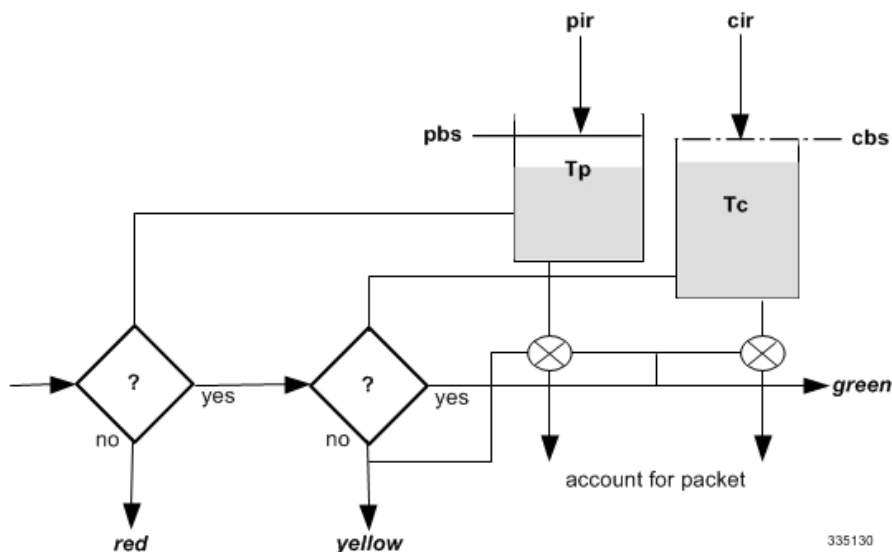 pir cir
pbs cbs
Tp
Tc
? ?
yes yes green
no no
account for packet
red yellow
335130